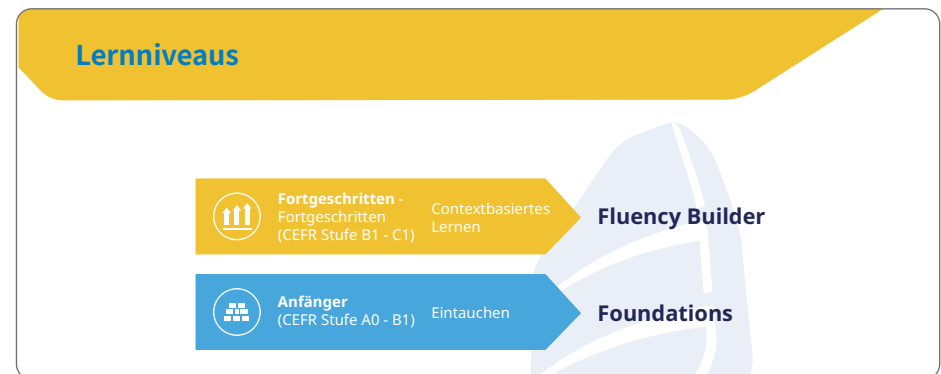 Lernniveaus
Fortgeschritten -
Fortgeschritten
(CEFR Stufe B1 - C1)
Contextbasiertes
Lernen
Fluency Builder
Anfänger
(CEFR Stufe A0 - B1)
Eintauchen
Foundations